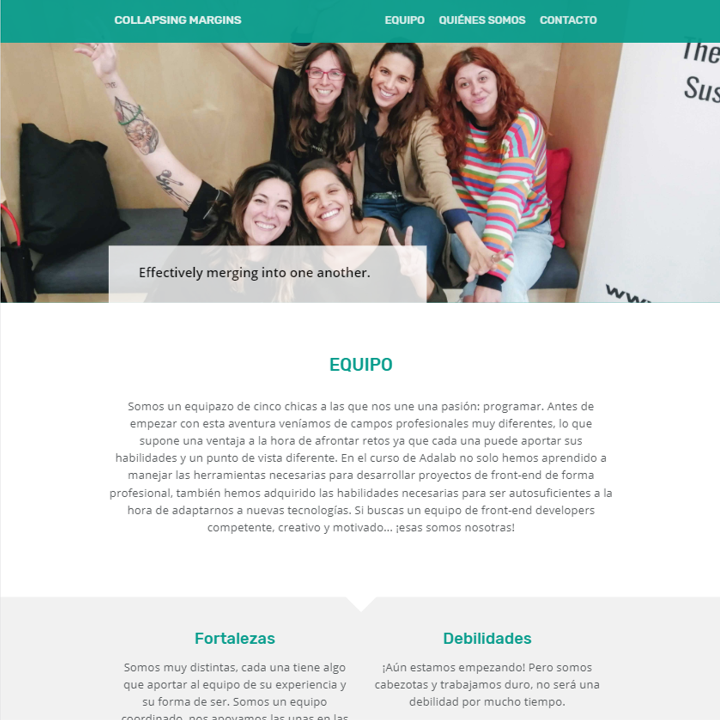 COLLAPSING MARGINS
EQUIPO QUIÉNES SOMOS CONTACTO
The
Sus
Effectively merging into one another.
www.
EQUIPO
Somos un equipazo de cinco chicas a las que nos une una pasión: programar. Antes de
empezar con esta aventura veníamos de campos profesionales muy diferentes, lo que
supone una ventaja a la hora de afrontar retos ya que cada una puede aportar sus
habilidades y un punto de vista diferente. En el curso de Adalab no solo hemos aprendido a
manejar las herramientas necesarias para desarrollar proyectos de front-end de forma
profesional, también hemos adquirido las habilidades necesarias para ser autosuficientes a la
hora de adaptarnos a nuevas tecnologías. Si buscas un equipo de front-end developers
competente, creativo y motivado... ¡esas somos nosotras!
Fortalezas
Somos muy distintas, cada una tiene algo
que aportar al equipo de su experiencia y
su forma de ser. Somos un equipo
coordinado, nos apoyamos las unas en las
Debilidades
¡Aún estamos empezando! Pero somos
cabezotas y trabajamos duro, no será una
debilidad por mucho tiempo.